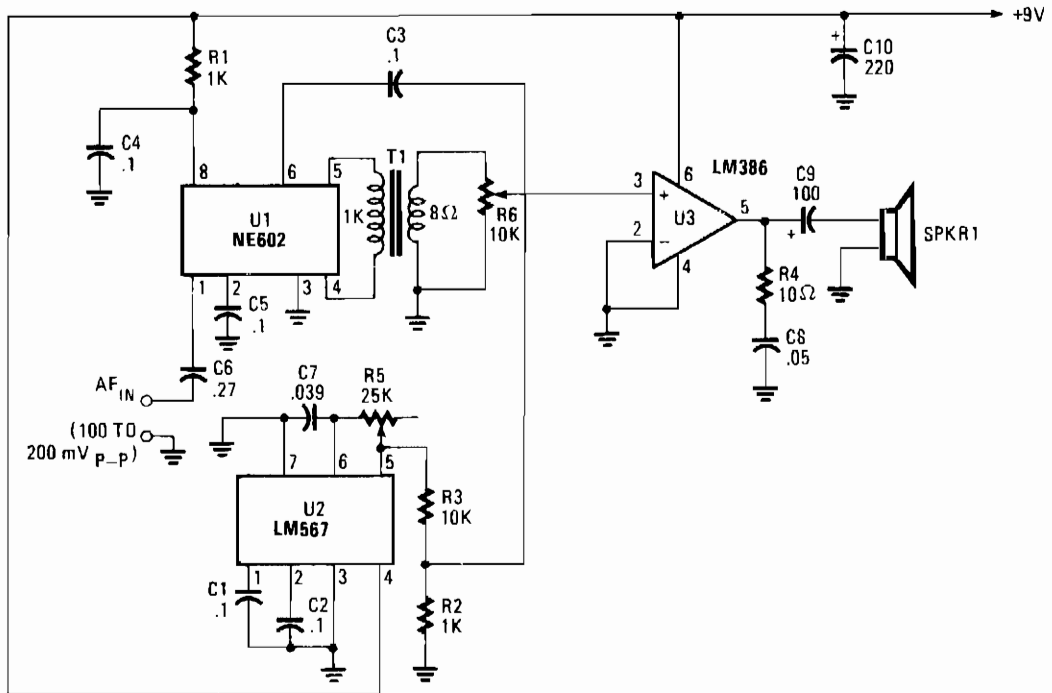 +9V
R1
1K
C3
.1
+
C10
220
C4
.1
8
6
5
T1
U1
NE602
1K
8Ω
R6
10K
1
2
3
4
C5
.1
C6
.27
AF IN
(100 TO
200 mV P–P)
LM386
3
+
6
U3
2
–
4
5
C9
100
+
SPKR1
R4
10Ω
C8
.05
C7
.039
R5
25K
7
6
5
U2
LM567
R3
10K
1
2
3
4
C1
.1
C2
.1
R2
1K